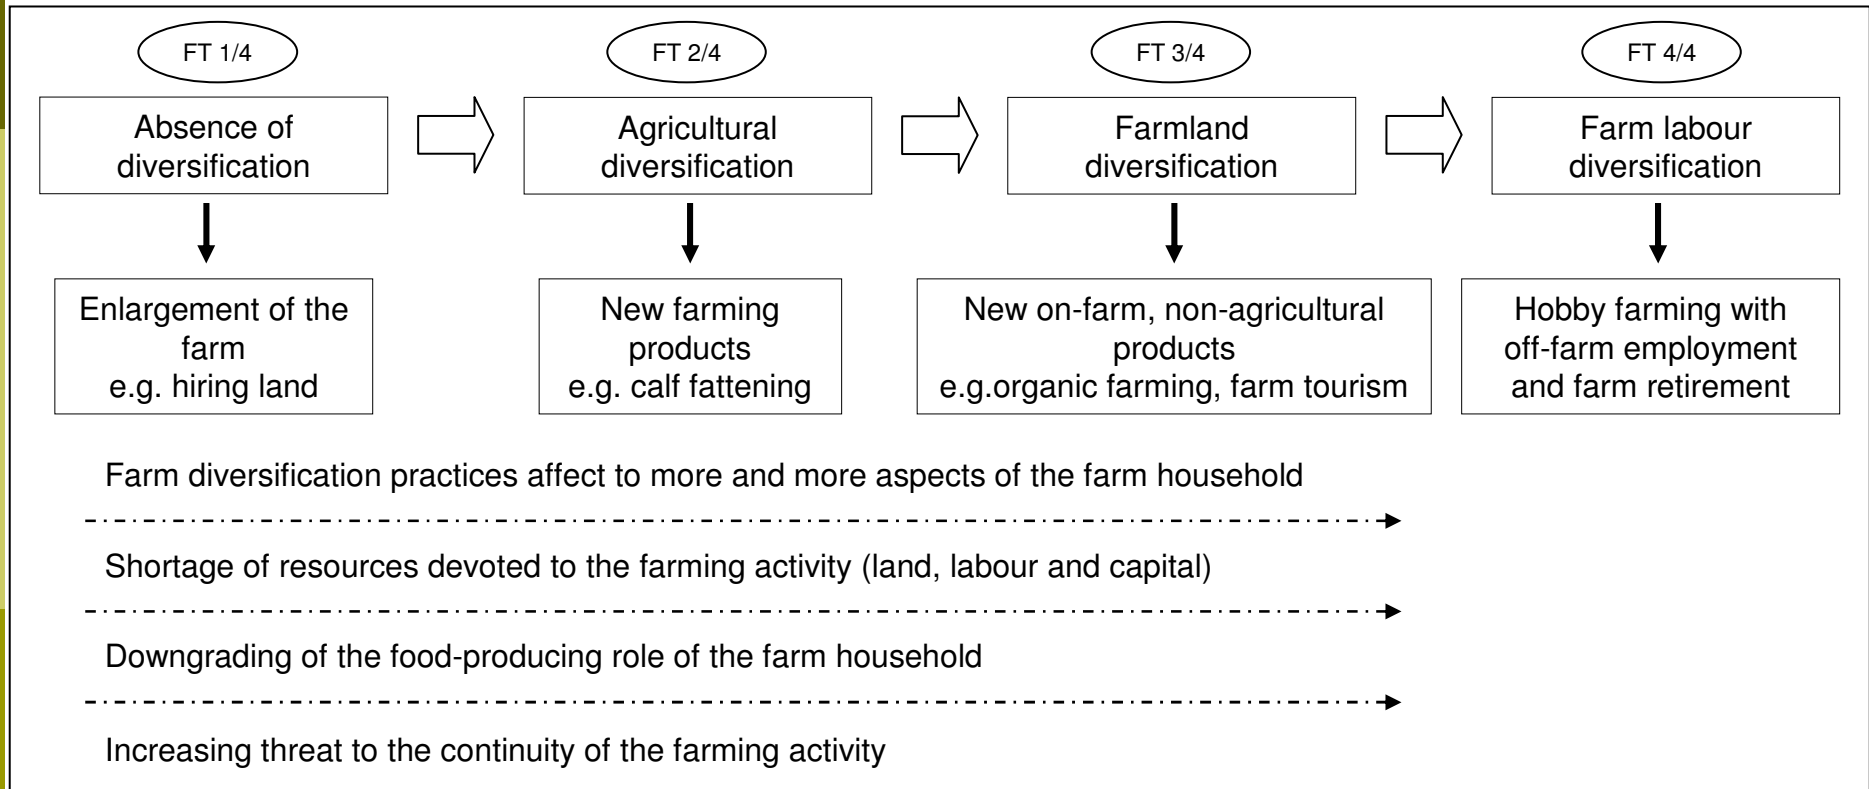 FT 1/4
FT 2/4
FT 3/4
FT 4/4
Absence of
diversification
Agricultural
diversification
Farmland
diversification
Farm labour
diversification
Enlargement of the
farm
e.g. hiring land
New farming
products
e.g. calf fattening
New on-farm, non-agricultural
products
e.g.organic farming, farm tourism
Hobby farming with
off-farm employment
and farm retirement
Farm diversification practices affect to more and more aspects of the farm household
Shortage of resources devoted to the farming activity (land, labour and capital)
Downgrading of the food-producing role of the farm household
Increasing threat to the continuity of the farming activity